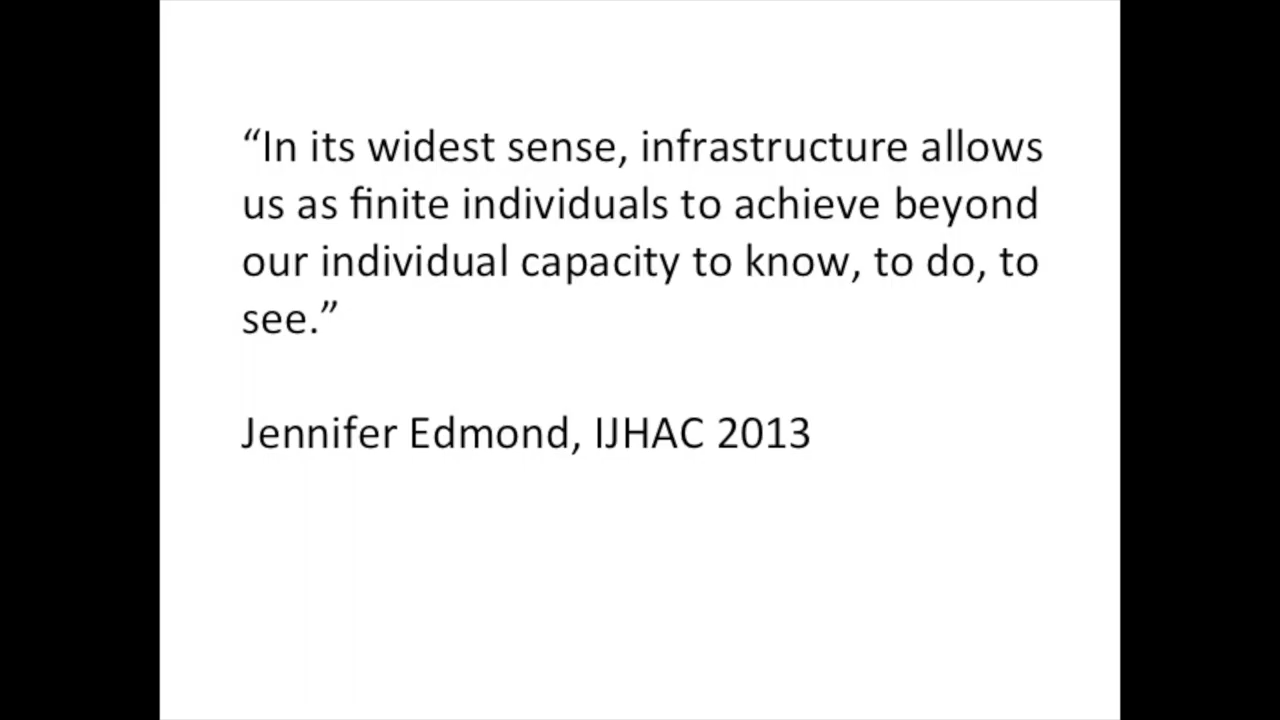 “In its widest sense, infrastructure allows
us as finite individuals to achieve beyond
our individual capacity to know, to do, to
see.”
Jennifer Edmond, IJHAC 2013